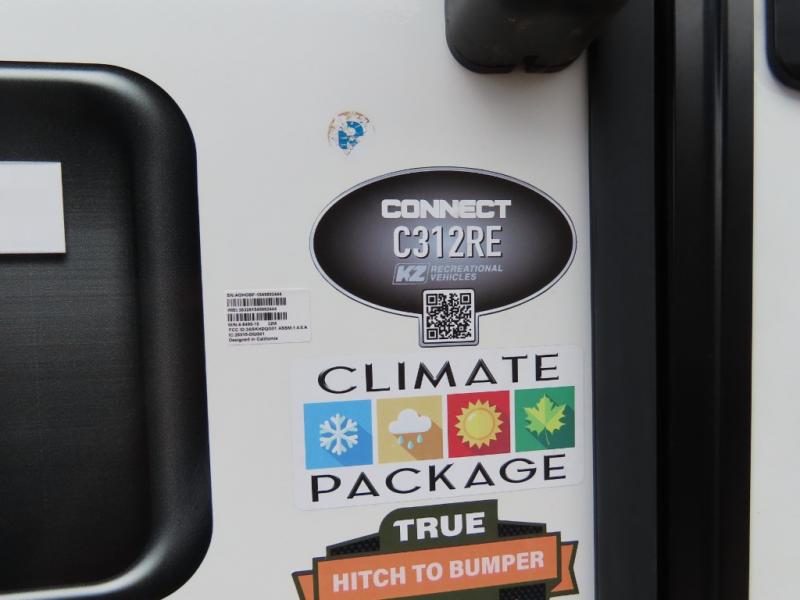 CONNECT
C312RE
KZ RECREATIONAL
VEHICLES
Designed in California
CLIMATE
PACKAGE
TRUE
HITCH TO BUMPER